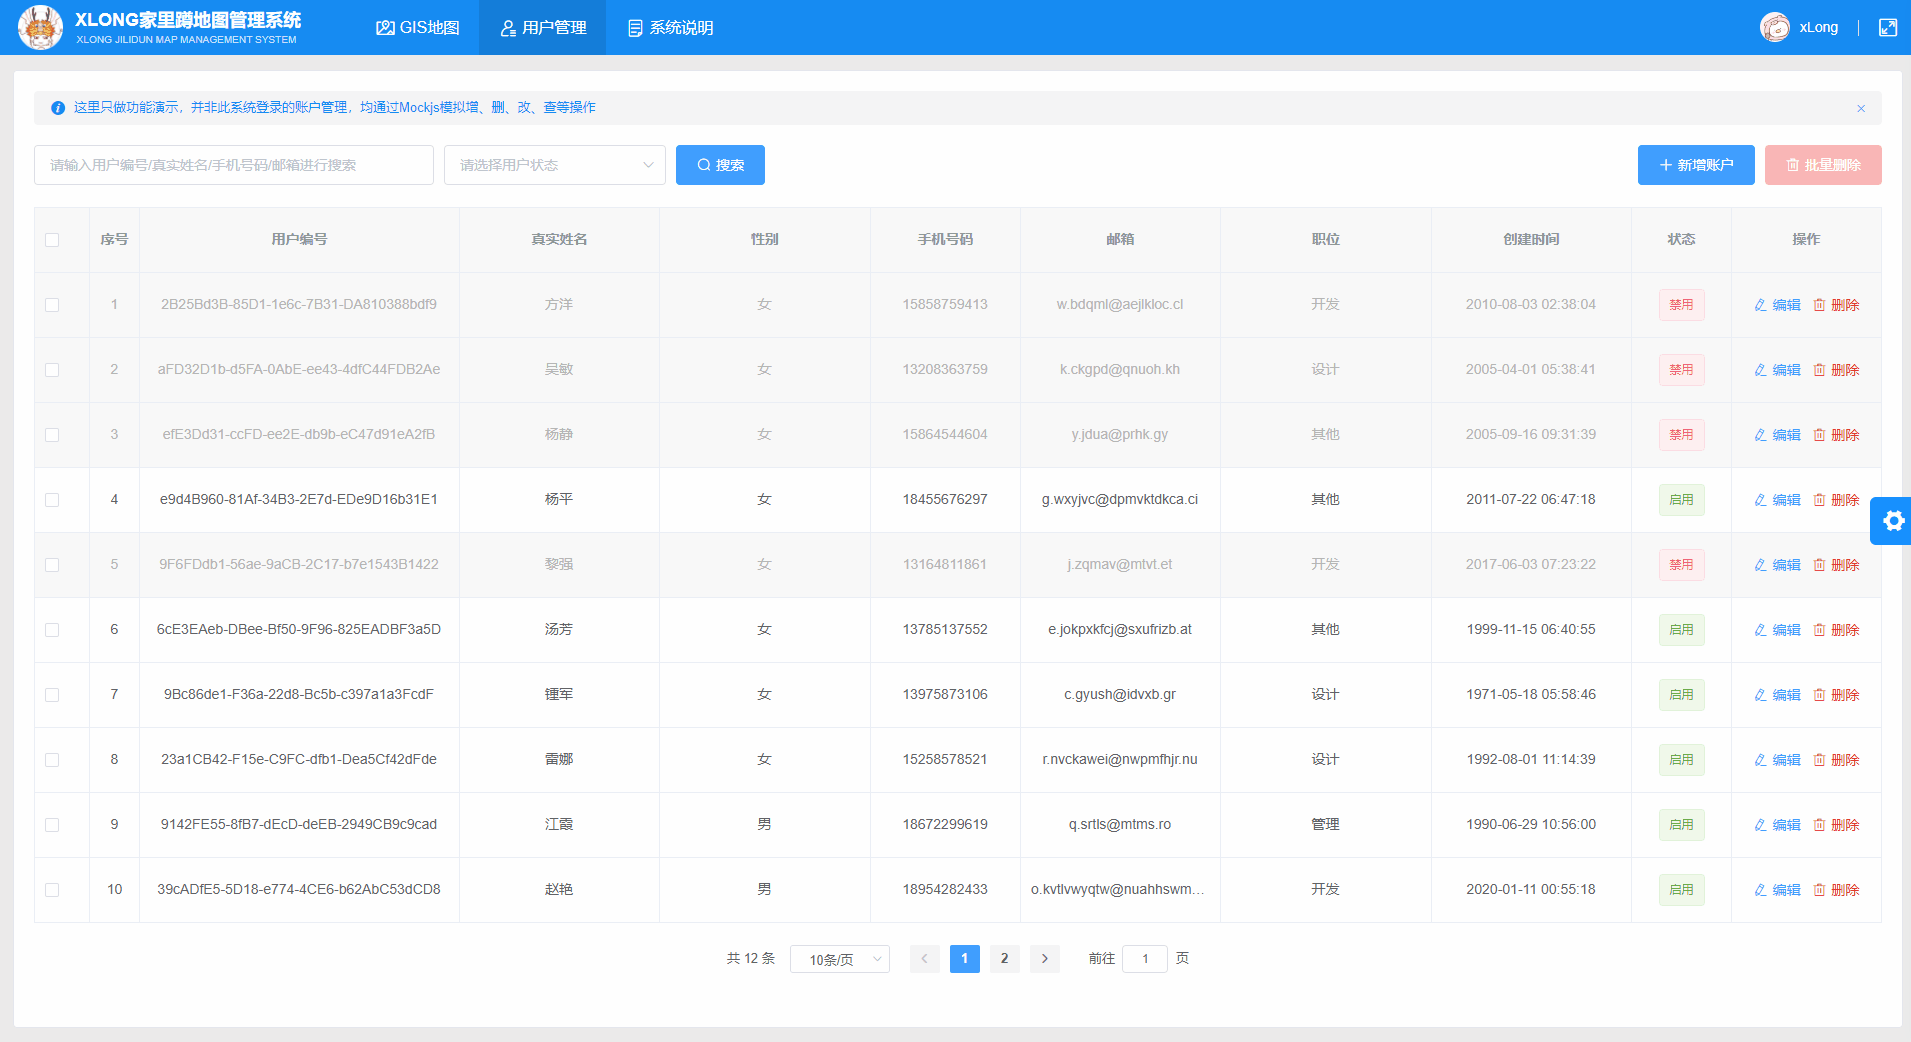 XLONG家里蹲地图管理系统
XLONG JILIDUN MAP MANAGEMENT SYSTEM
GIS地图 用户管理 系统说明 xLong
这里只做功能演示，并非此系统登录的账户管理，均通过Mockjs模拟增、删、改、查等操作
请输入用户编号/真实姓名/手机号码/邮箱进行搜索 请选择用户状态 搜索 新增账户 批量删除
序号 用户编号 真实姓名 性别 手机号码 邮箱 职位 创建时间 状态 操作
1 2B25Bd3B-85D1-1e6c-7B31-DA810388bdf9 方洋 女 15858759413 w.bdqml@aejlkloc.cl 开发 2010-08-03 02:38:04 禁用 编辑 删除
2 aFD32D1b-d5FA-0AbE-ee43-4dfC44FDB2Ae 吴敏 女 13208363759 k.ckgpd@qnuoh.kh 设计 2005-04-01 05:38:41 禁用 编辑 删除
3 efE3Dd31-ccFD-ee2E-db9b-eC47d91eA2fB 杨静 女 15864544604 y.jdua@prhk.gy 其他 2005-09-16 09:31:39 禁用 编辑 删除
4 e9d4B960-81Af-34B3-2E7d-EDe9D16b31E1 杨平 女 18455676297 g.wxyjvc@dpmvktdkca.ci 其他 2011-07-22 06:47:18 启用 编辑 删除
5 9F6FDdb1-56ae-9aCB-2C17-b7e1543B1422 黎强 女 13164811861 j.zqmav@mtvt.et 开发 2017-06-03 07:23:22 禁用 编辑 删除
6 6cE3EAeb-DBee-Bf50-9F96-825EADBF3a5D 汤芳 女 13785137552 e.jokpxkfcj@sxufrizb.at 其他 1999-11-15 06:40:55 启用 编辑 删除
7 9Bc86de1-F36a-22d8-Bc5b-c397a1a3FcdF 锺军 女 13975873106 c.gyush@idvxb.gr 设计 1971-05-18 05:58:46 启用 编辑 删除
8 23a1CB42-F15e-C9FC-dfb1-Dea5Cf42dFde 雷娜 女 15258578521 r.nvckawei@nwpmfhjr.nu 设计 1992-08-01 11:14:39 启用 编辑 删除
9 9142FE55-8fB7-dEcD-deEB-2949CB9c9cad 江霞 男 18672299619 q.srtls@mtms.ro 管理 1990-06-29 10:56:00 启用 编辑 删除
10 39cADfE5-5D18-e774-4CE6-b62AbC53dCD8 赵艳 男 18954282433 o.kvtlvwyqtw@nuahhswm... 开发 2020-01-11 00:55:18 启用 编辑 删除
共 12 条 10条/页 1 2 前往 1 页